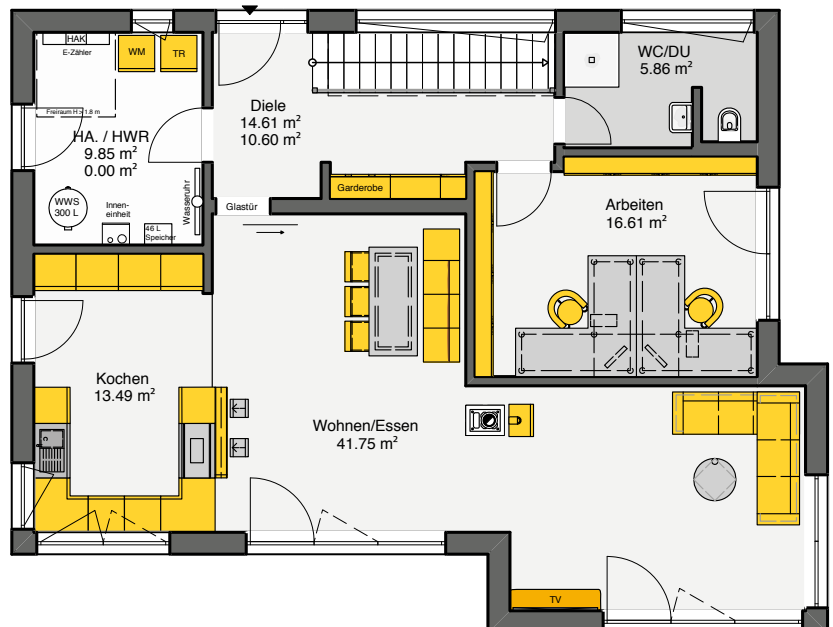 HAK
E-Zähler
WM
TR
Freiraum H > 1.8 m
HA. / HWR
9.85 m²
0.00 m²
WWS
300 L
Innen-
einheit
46 L
Speicher
Wasseruhr
Diele
14.61 m²
10.60 m²
Garderobe
Glastür
WC/DU
5.86 m²
Arbeiten
16.61 m²
Kochen
13.49 m²
Wohnen/Essen
41.75 m²
TV